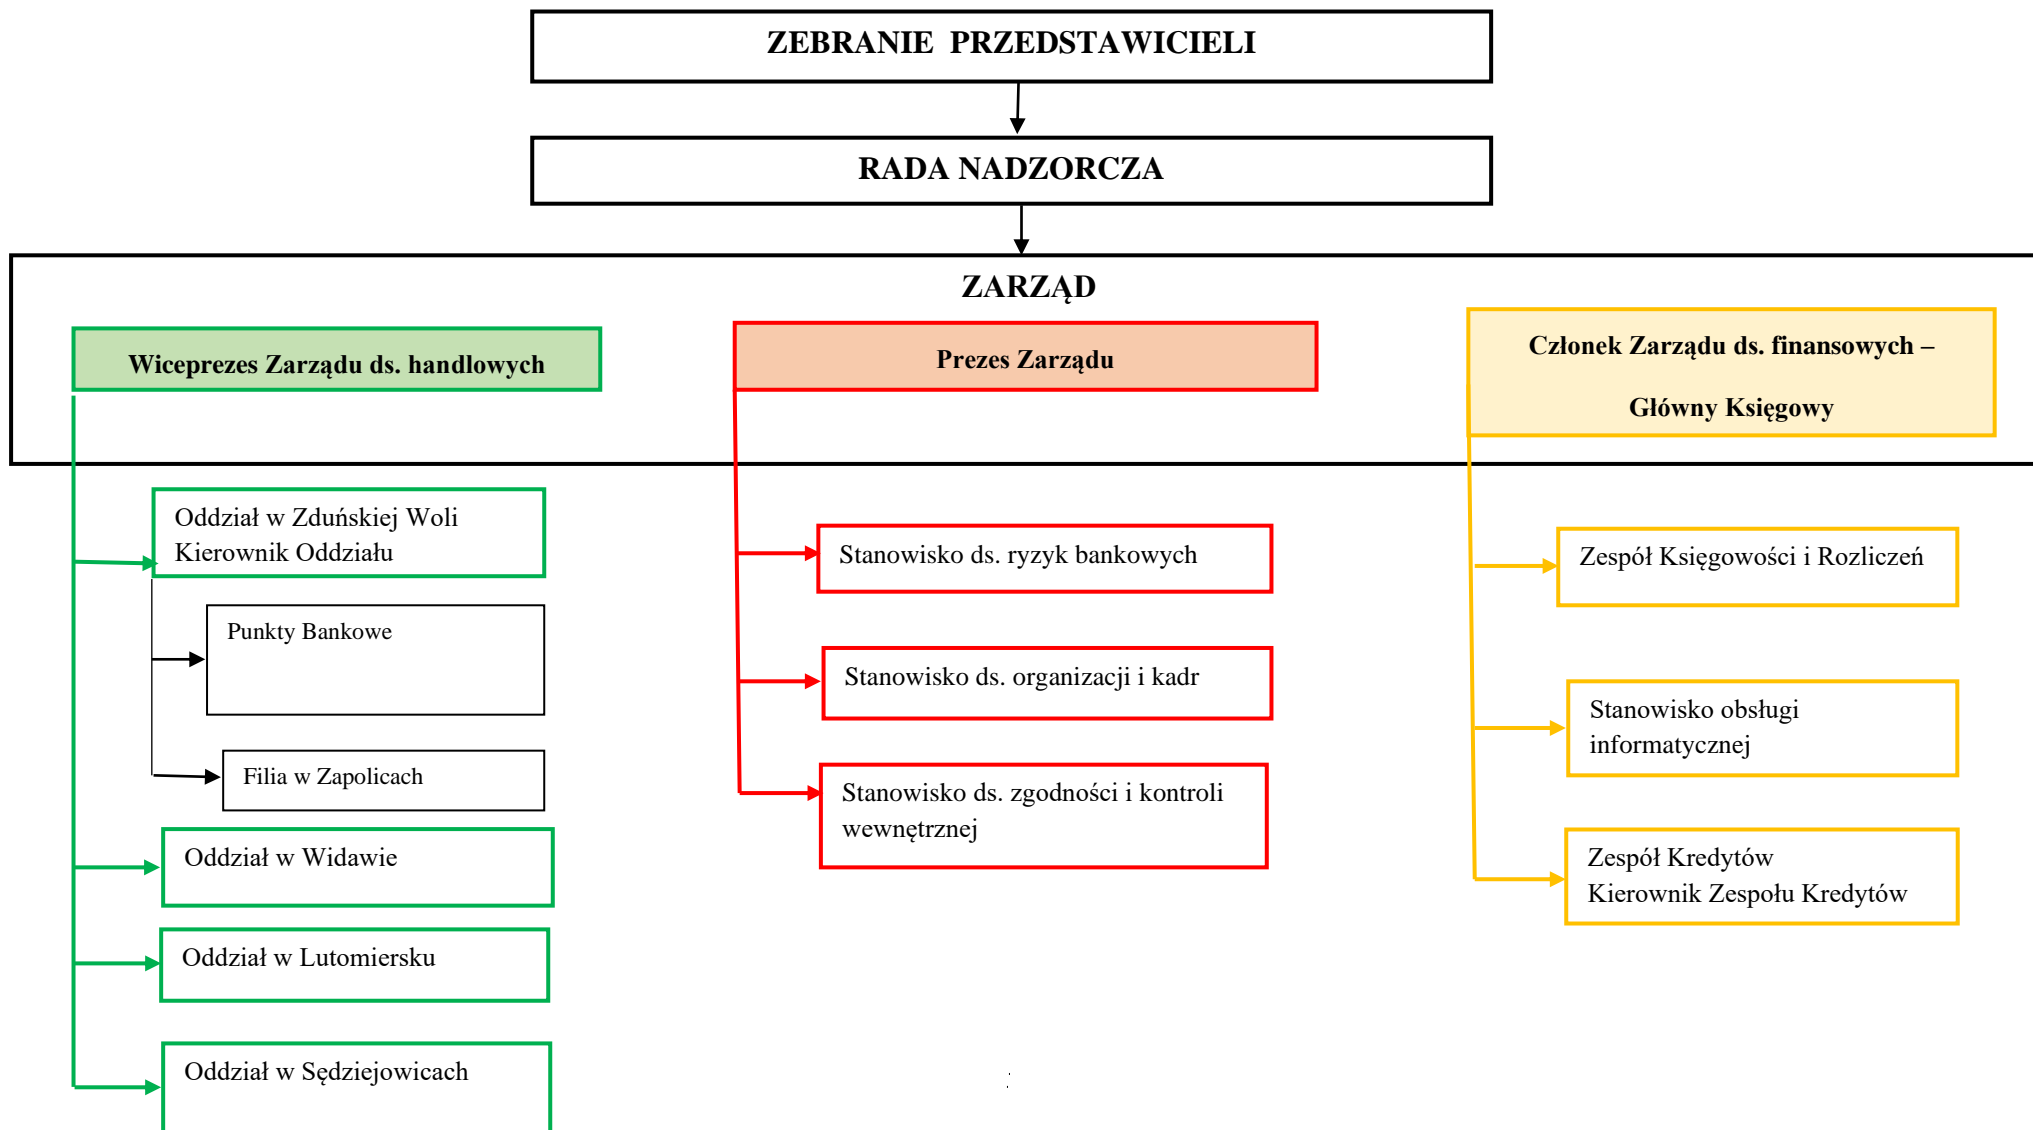 ZEBRANIE PRZEDSTAWICIELI
RADA NADZORCZA
ZARZĄD
Wiceprezes Zarządu ds. handlowych
Oddział w Zduńskiej Woli
Kierownik Oddziału
Punkty Bankowe
Filia w Zapolicach
Oddział w Widawie
Oddział w Lutomiersku
Oddział w Sędziejowicach
Prezes Zarządu
Stanowisko ds. ryzyk bankowych
Stanowisko ds. organizacji i kadr
Stanowisko ds. zgodności i kontroli
wewnętrznej
Członek Zarządu ds. finansowych –
Główny Księgowy
Zespół Księgowości i Rozliczeń
Stanowisko obsługi
informatycznej
Zespół Kredytów
Kierownik Zespołu Kredytów